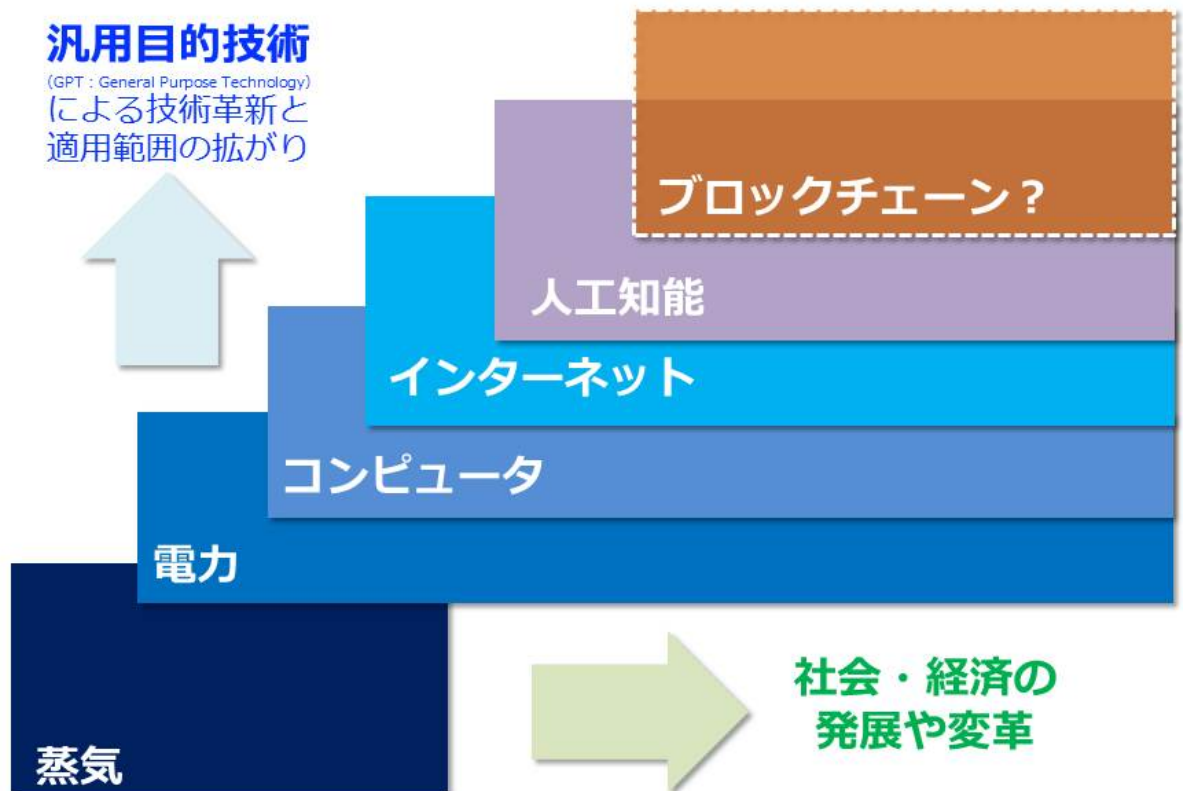 汎用目的技術
(GPT：General Purpose Technology)
による技術革新と
適用範囲の拡がり
ブロックチェーン？
人工知能
インターネット
コンピュータ
電力
蒸気
社会・経済の
発展や変革